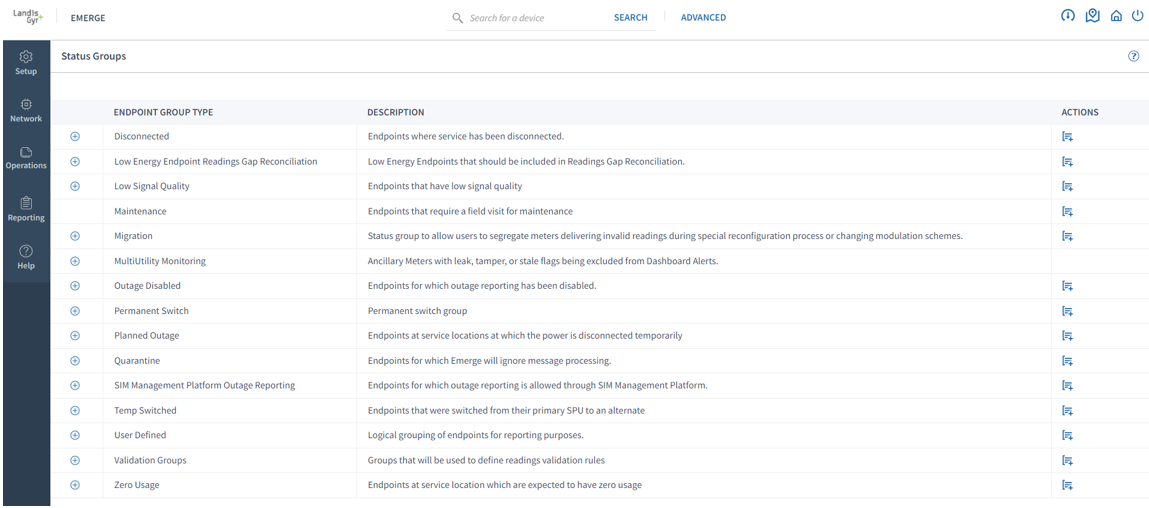 Landis
Gyr+
EMERGE
Search for a device
SEARCH
ADVANCED
Setup
Network
Operations
Reporting
Help
Status Groups
?
ENDPOINT GROUP TYPE DESCRIPTION ACTIONS
Disconnected Endpoints where service has been disconnected.
Low Energy Endpoint Readings Gap Reconciliation Low Energy Endpoints that should be included in Readings Gap Reconciliation.
Low Signal Quality Endpoints that have low signal quality
Maintenance Endpoints that require a field visit for maintenance
Migration Status group to allow users to segregate meters delivering invalid readings during special reconfiguration process or changing modulation schemes.
MultiUtility Monitoring Ancillary Meters with leak, tamper, or stale flags being excluded from Dashboard Alerts.
Outage Disabled Endpoints for which outage reporting has been disabled.
Permanent Switch Permanent switch group
Planned Outage Endpoints at service locations at which the power is disconnected temporarily
Quarantine Endpoints for which Emerge will ignore message processing.
SIM Management Platform Outage Reporting Endpoints for which outage reporting is allowed through SIM Management Platform.
Temp Switched Endpoints that were switched from their primary SPU to an alternate
User Defined Logical grouping of endpoints for reporting purposes.
Validation Groups Groups that will be used to define readings validation rules
Zero Usage Endpoints at service location which are expected to have zero usage